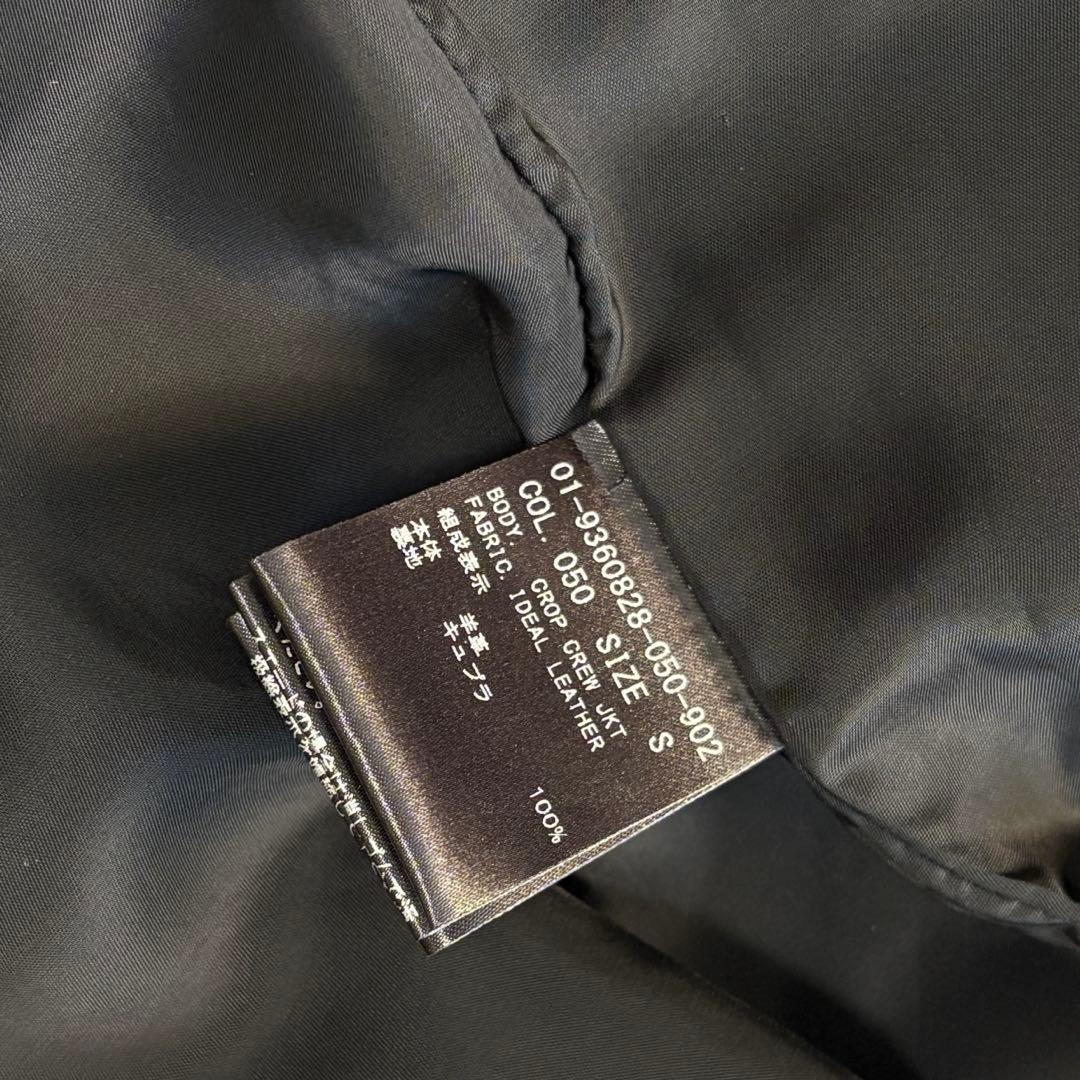 01-9360828-050-902
COL. 050 SIZE S
BODY. CROP CREW JKT
FABRIC. IDEAL LEATHER
組成表示
本体 羊革
裏地 キュプラ 100%